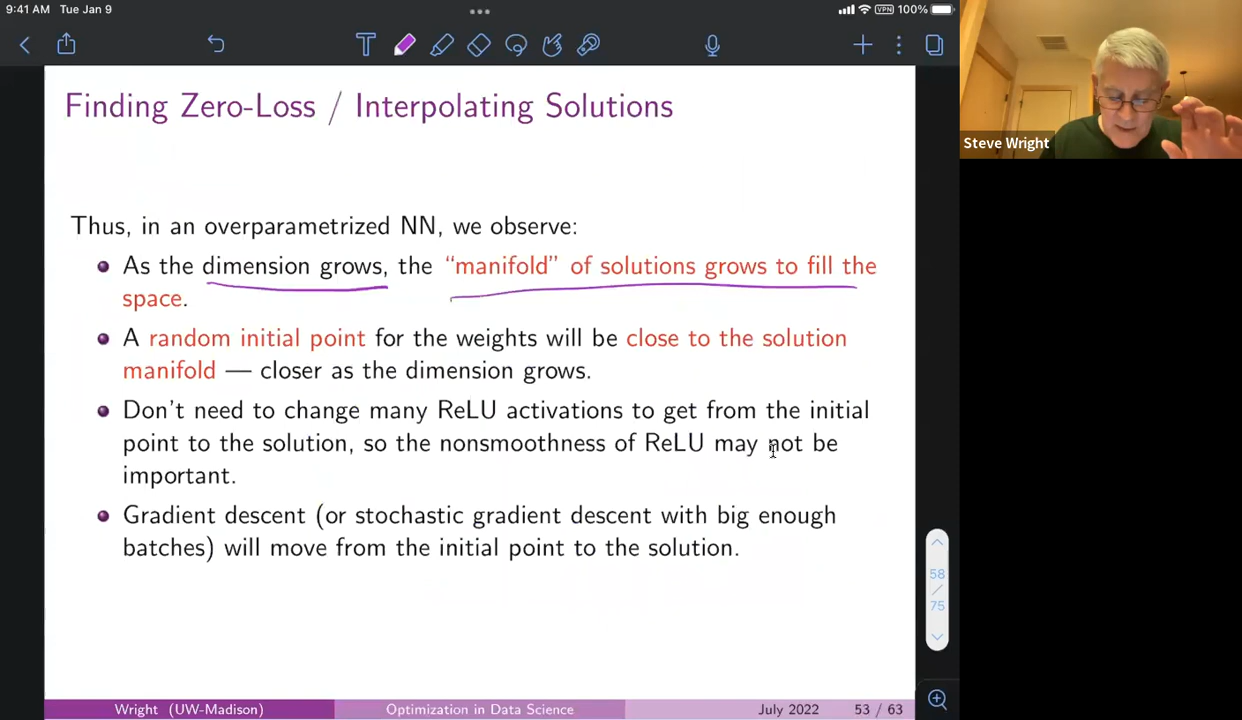 9:41 AM Tue Jan 9
VPN 100%
Finding Zero-Loss / Interpolating Solutions
Steve Wright
Thus, in an overparametrized NN, we observe:
As the dimension grows, the “manifold” of solutions grows to fill the
space.
A random initial point for the weights will be close to the solution
manifold — closer as the dimension grows.
Don't need to change many ReLU activations to get from the initial
point to the solution, so the nonsmoothness of ReLU may not be
important.
Gradient descent (or stochastic gradient descent with big enough
batches) will move from the initial point to the solution.
58
/
75
Wright (UW-Madison) Optimization in Data Science July 2022 53 / 63